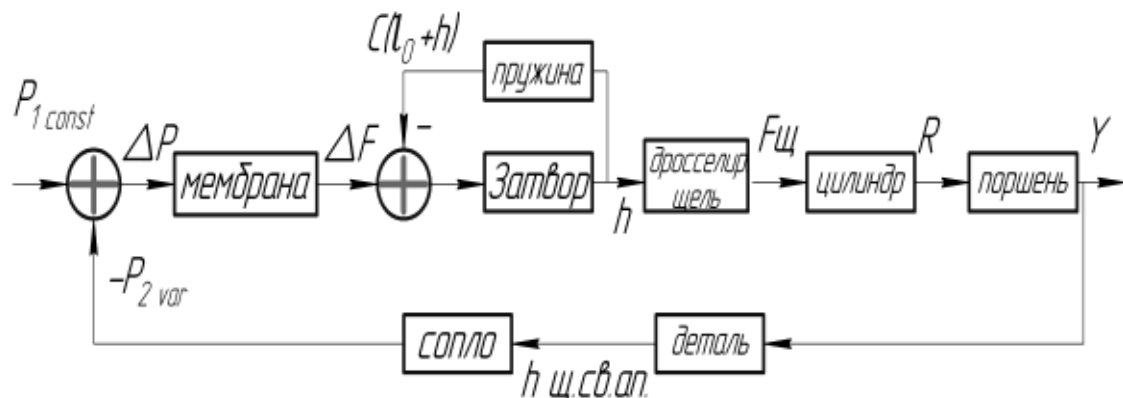 C(l₀+h)
пружина
P₁ const
ΔP
ΔF
–
Fщ
R
Y
мембрана
Затвор
дросселир
щель
цилиндр
поршень
h
–P₂ var
сопло
деталь
h щ.св.ап.